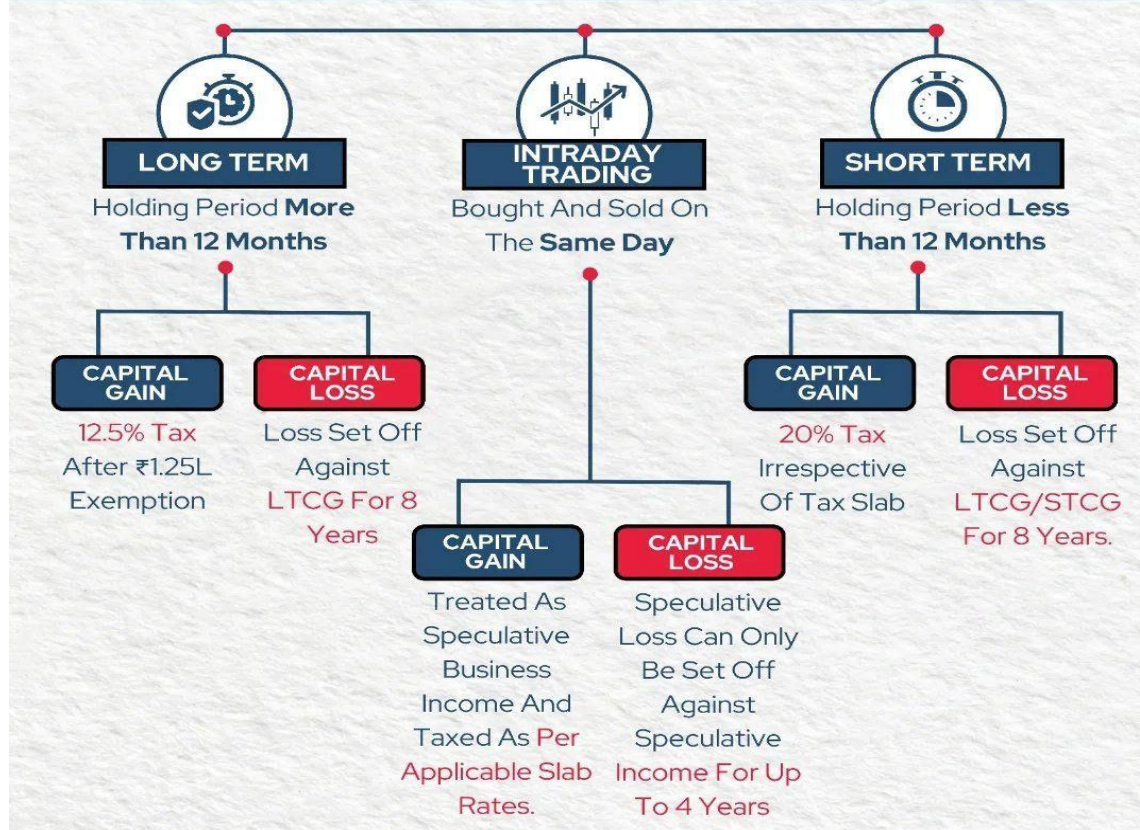 LONG TERM
Holding Period More
Than 12 Months
CAPITAL
GAIN
12.5% Tax
After ₹1.25L
Exemption
CAPITAL
LOSS
Loss Set Off
Against
LTCG For 8
Years
INTRADAY
TRADING
Bought And Sold On
The Same Day
CAPITAL
GAIN
Treated As
Speculative
Business
Income And
Taxed As Per
Applicable Slab
Rates.
CAPITAL
LOSS
Speculative
Loss Can Only
Be Set Off
Against
Speculative
Income For Up
To 4 Years
SHORT TERM
Holding Period Less
Than 12 Months
CAPITAL
GAIN
20% Tax
Irrespective
Of Tax Slab
CAPITAL
LOSS
Loss Set Off
Against
LTCG/STCG
For 8 Years.